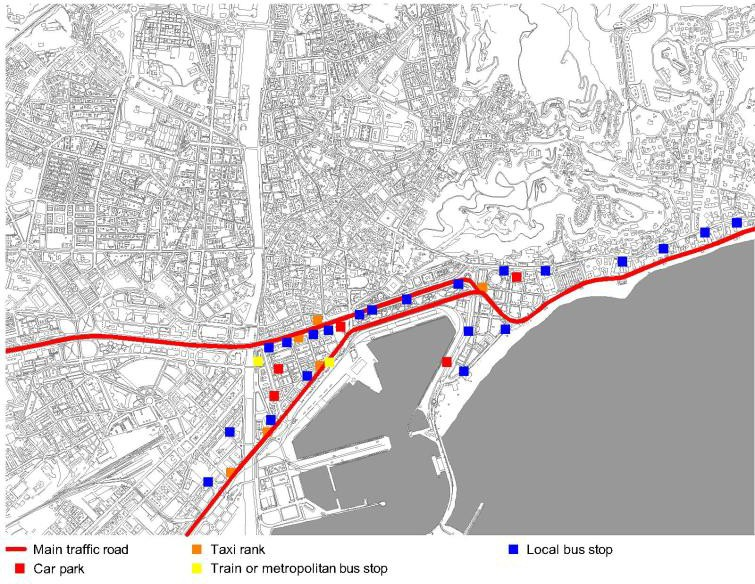 Main traffic road
Taxi rank
Local bus stop
Car park
Train or metropolitan bus stop